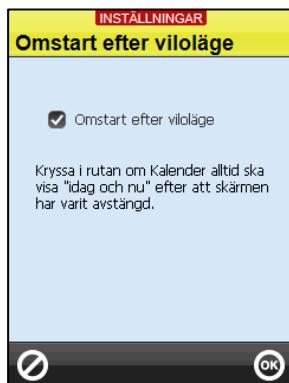 INSTÄLLNINGAR
Omstart efter viloläge
Omstart efter viloläge
Kryssa i rutan om Kalender alltid ska
visa "idag och nu" efter att skärmen
har varit avstängd.
OK